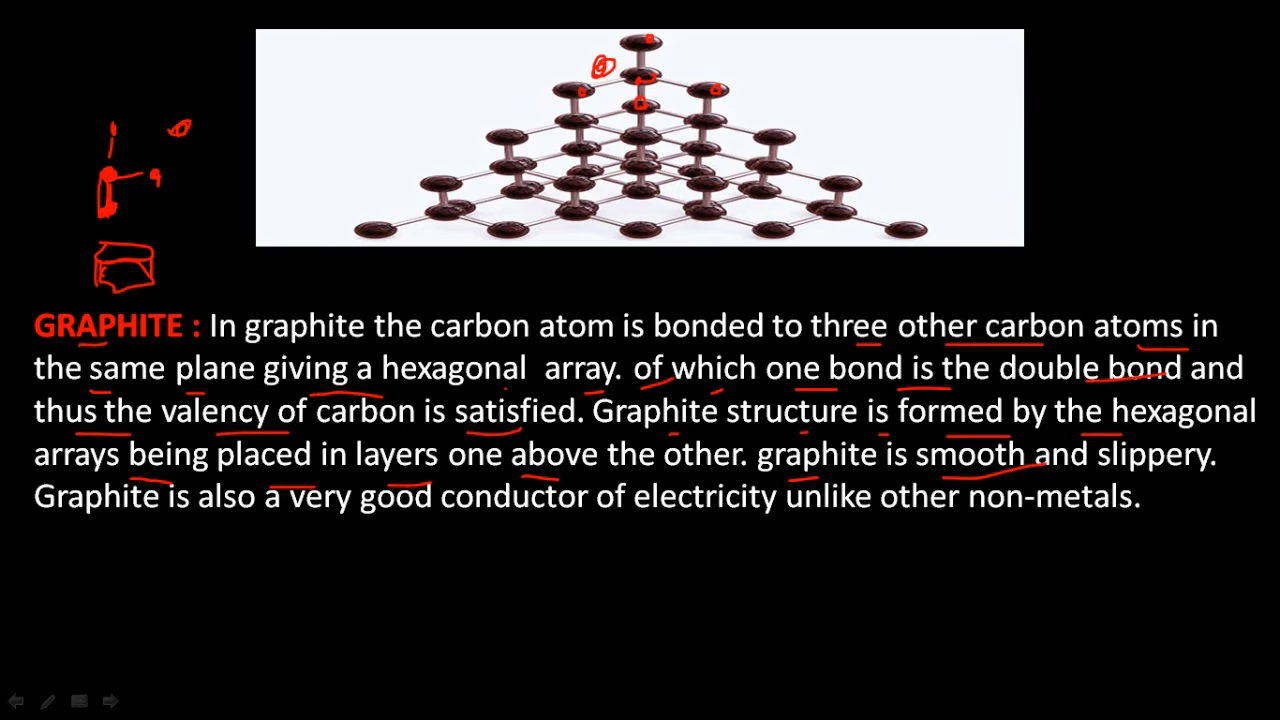 GRAPHITE : In graphite the carbon atom is bonded to three other carbon atoms in
the same plane giving a hexagonal  array.  of which one bond is the double bond and
thus the valency of carbon is satisfied. Graphite structure is formed by the hexagonal
arrays being placed in layers one above the other. graphite is smooth and slippery.
Graphite is also a very good conductor of electricity unlike other non-metals.